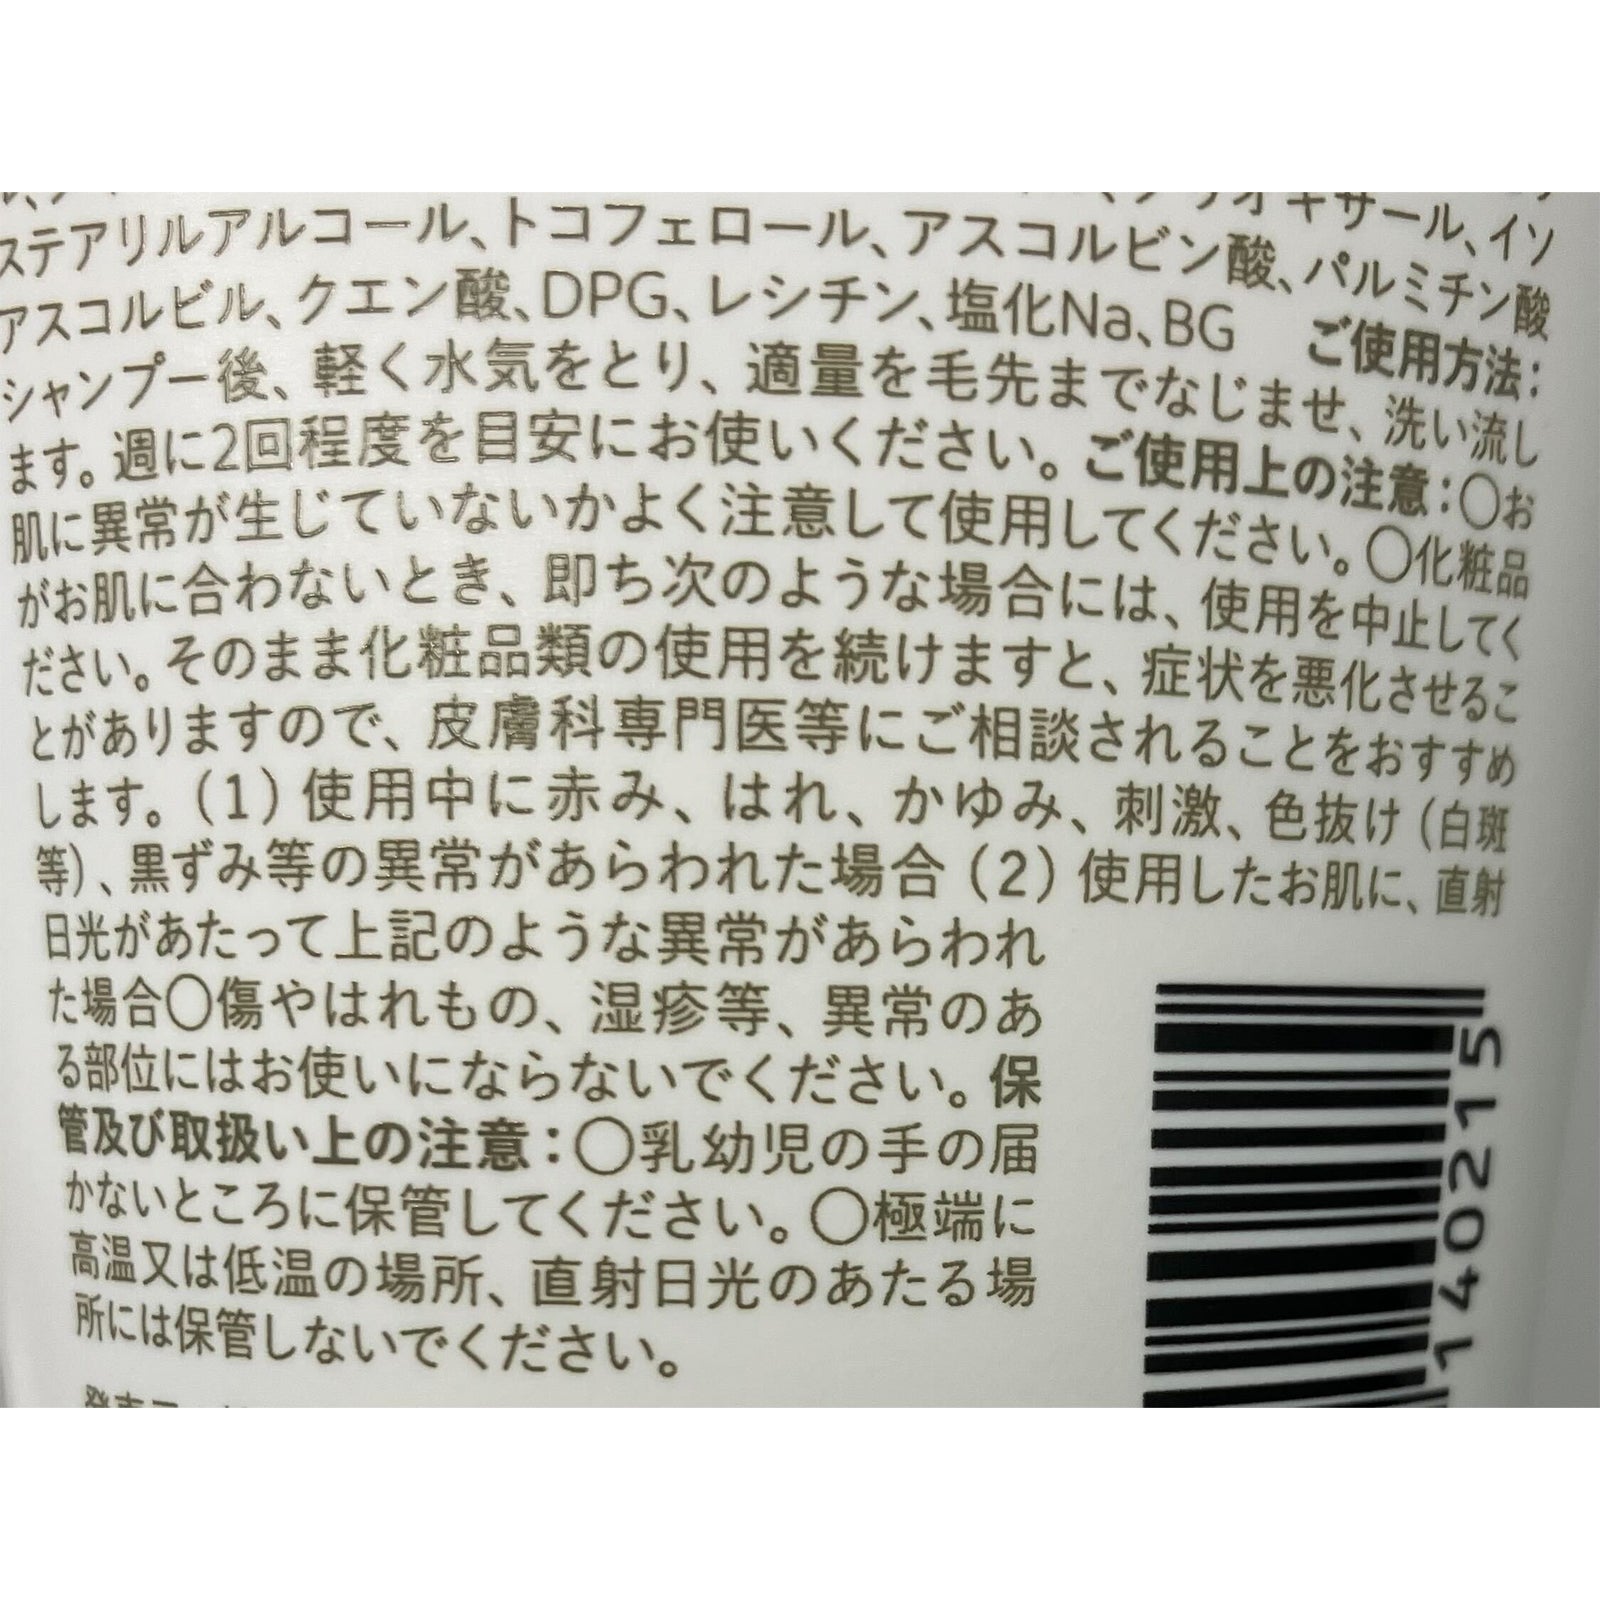 オキサール、イソ
ステアリルアルコール、トコフェロール、アスコルビン酸、パルミチン酸
アスコルビル、クエン酸、DPG、レシチン、塩化Na、BG ご使用方法：
シャンプー後、軽く水気をとり、適量を毛先までなじませ、洗い流し
ます。週に2回程度を目安にお使いください。ご使用上の注意：〇お
肌に異常が生じていないかよく注意して使用してください。〇化粧品
がお肌に合わないとき、即ち次のような場合には、使用を中止してく
ださい。そのまま化粧品類の使用を続けますと、症状を悪化させるこ
とがありますので、皮膚科専門医等にご相談されることをおすすめ
します。(1)使用中に赤み、はれ、かゆみ、刺激、色抜け(白斑
等)、黒ずみ等の異常があらわれた場合(2)使用したお肌に、直射
日光があたって上記のような異常があらわれ
た場合〇傷やはれもの、湿疹等、異常のあ
る部位にはお使いにならないでください。保
管及び取扱い上の注意：〇乳幼児の手の届
かないところに保管してください。〇極端に
高温又は低温の場所、直射日光のあたる場
所には保管しないでください。
140215